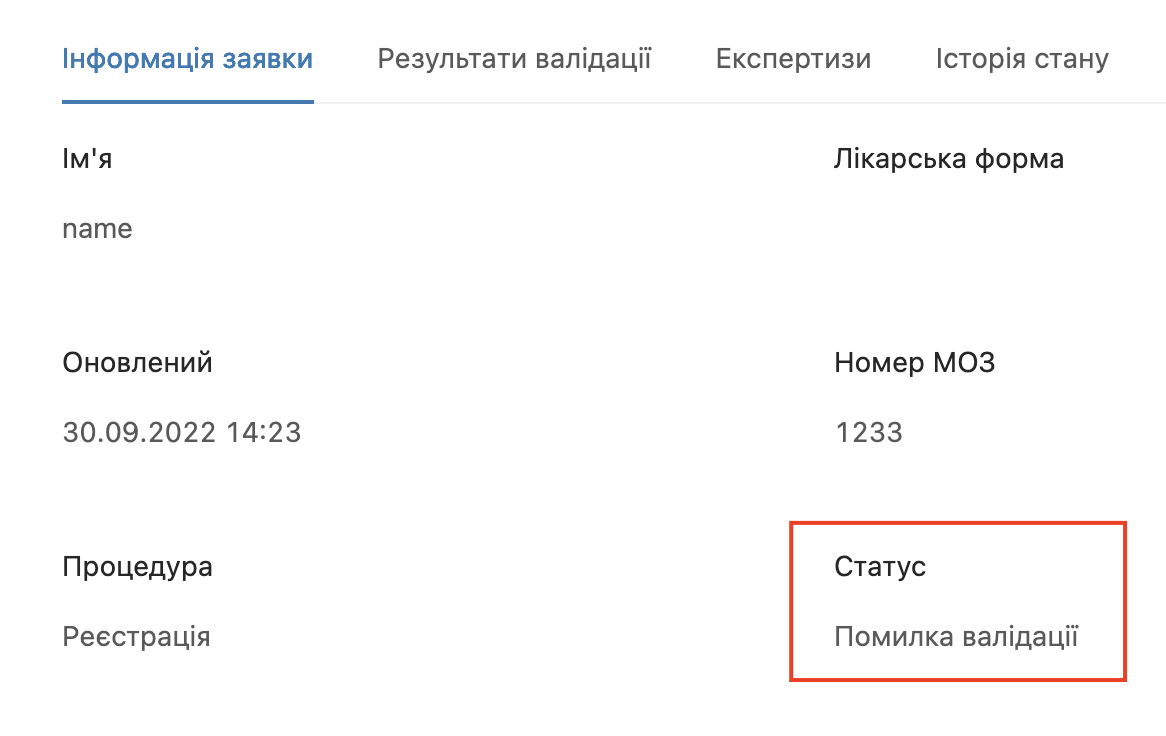 Інформація заявки Результати валідації Експертизи Історія стану
Ім'я Лікарська форма
name
Оновлений Номер МОЗ
30.09.2022 14:23 1233
Процедура Статус
Реєстрація Помилка валідації